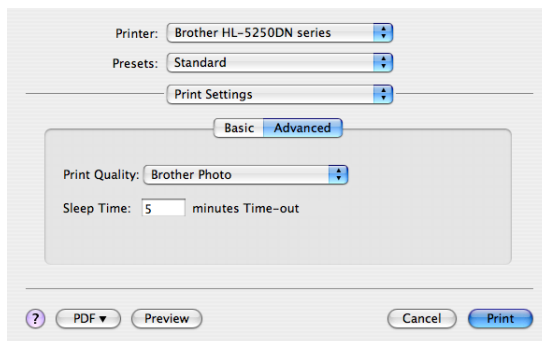 Printer: Brother HL-5250DN series
Presets: Standard
Print Settings
Basic Advanced
Print Quality: Brother Photo
Sleep Time: 5 minutes Time-out
? PDF ▼ Preview Cancel Print